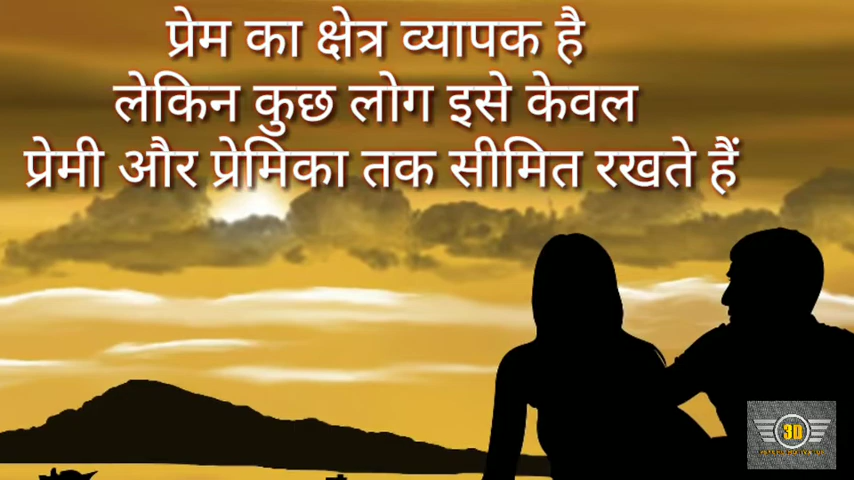 प्रेम का क्षेत्र व्यापक है
लेकिन कुछ लोग इसे केवल
प्रेमी और प्रेमिका तक सीमित रखते हैं
3D